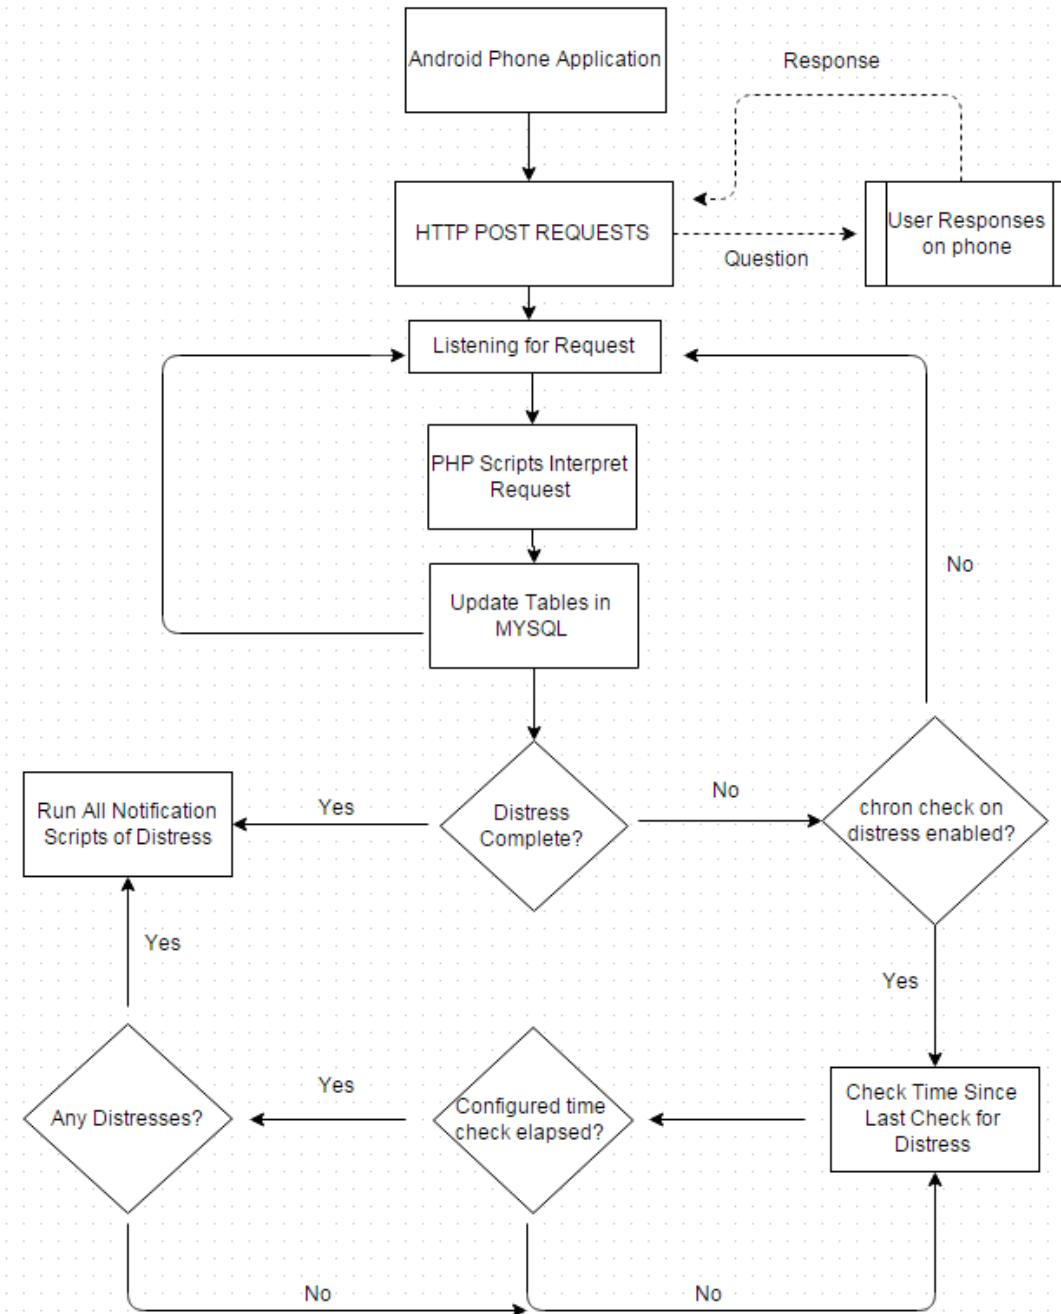 Android Phone Application
Response
HTTP POST REQUESTS
User Responses
on phone
Question
Listening for Request
PHP Scripts Interpret
Request
No
Update Tables in
MYSQL
Run All Notification
Scripts of Distress
Yes
Distress
Complete?
No
chron check on
distress enabled?
Yes
Yes
Any Distresses?
Yes
Configured time
check elapsed?
Check Time Since
Last Check for
Distress
No
No